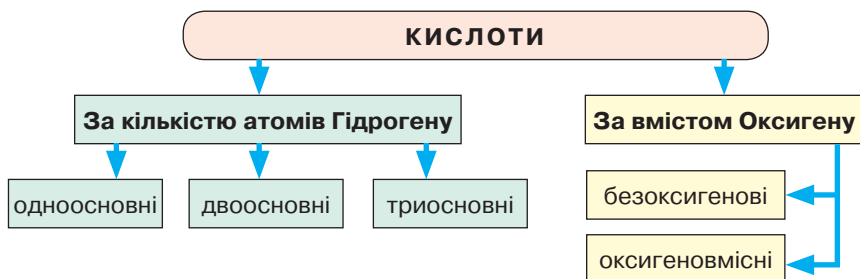 КИСЛОТИ
За кількістю атомів Гідрогену
одноосновні
двоосновні
триосновні
За вмістом Оксигену
безоксигенові
оксигеновмісні